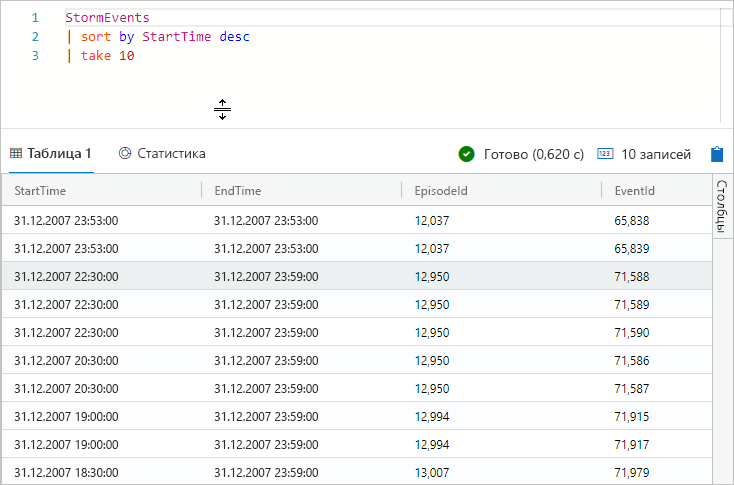 1 StormEvents
2 | sort by StartTime desc
3 | take 10
Таблица 1 Статистика Готово (0,620 с) 123 10 записей
StartTime EndTime EpisodeId EventId
Столбцы
31.12.2007 23:53:00 31.12.2007 23:53:00 12,037 65,838
31.12.2007 23:53:00 31.12.2007 23:53:00 12,037 65,839
31.12.2007 22:30:00 31.12.2007 23:59:00 12,950 71,588
31.12.2007 22:30:00 31.12.2007 23:59:00 12,950 71,589
31.12.2007 22:30:00 31.12.2007 23:59:00 12,950 71,590
31.12.2007 20:30:00 31.12.2007 23:59:00 12,950 71,586
31.12.2007 20:30:00 31.12.2007 23:59:00 12,950 71,587
31.12.2007 19:00:00 31.12.2007 23:59:00 12,994 71,915
31.12.2007 19:00:00 31.12.2007 23:59:00 12,994 71,917
31.12.2007 18:30:00 31.12.2007 23:59:00 13,007 71,979